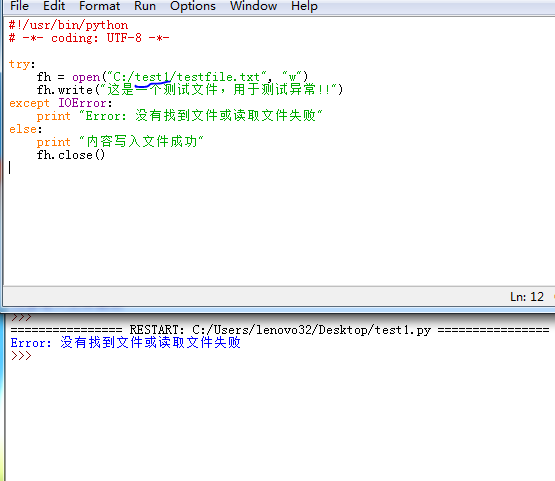 File Edit Format Run Options Window Help
#!/usr/bin/python
# -*- coding: UTF-8 -*-
try:
fh = open("C:/test1/testfile.txt", "w")
fh.write("这是一个测试文件，用于测试异常!!")
except IOError:
print "Error: 没有找到文件或读取文件失败"
else:
print "内容写入文件成功"
fh.close()
Ln: 12
>>>
================ RESTART: C:/Users/lenovo32/Desktop/test1.py ================
Error: 没有找到文件或读取文件失败
>>>